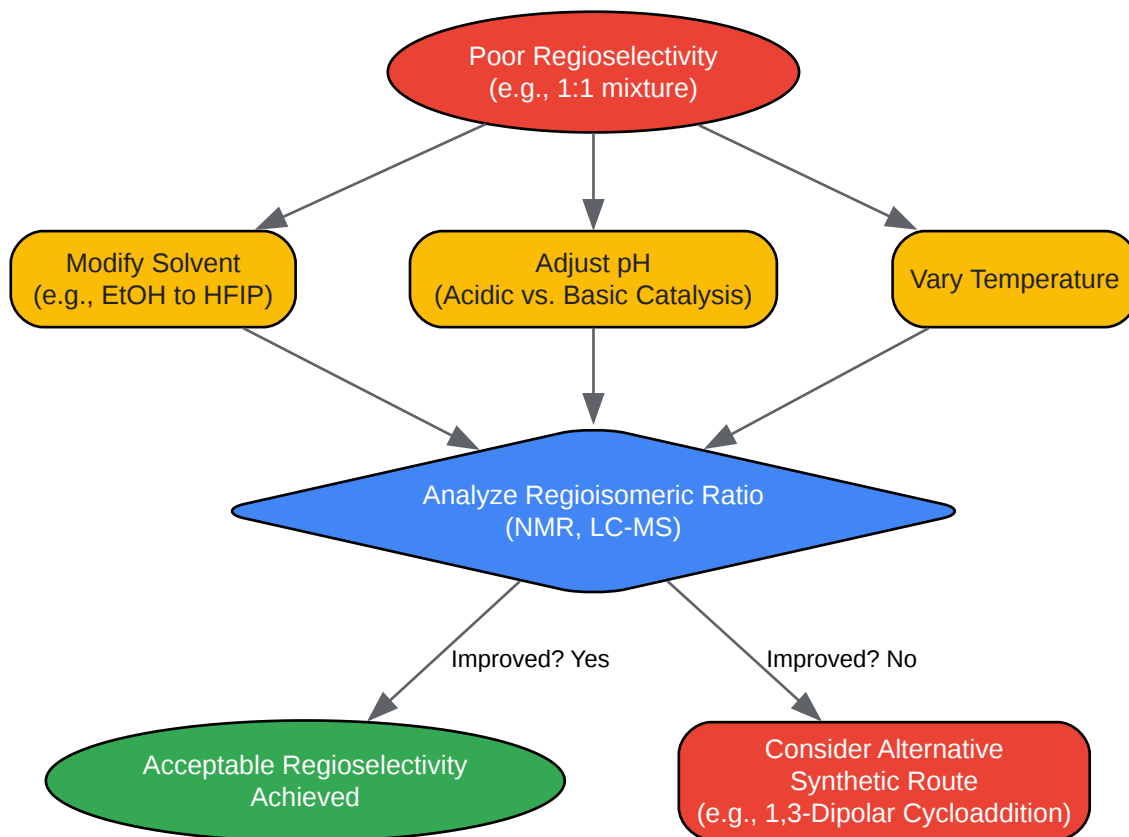 Poor Regioselectivity
(e.g., 1:1 mixture)
Modify Solvent
(e.g., EtOH to HFIP)
Adjust pH
(Acidic vs. Basic Catalysis)
Vary Temperature
Analyze Regioisomeric Ratio
(NMR, LC-MS)
Improved? Yes
Improved? No
Acceptable Regioselectivity
Achieved
Consider Alternative
Synthetic Route
(e.g., 1,3-Dipolar Cycloaddition)